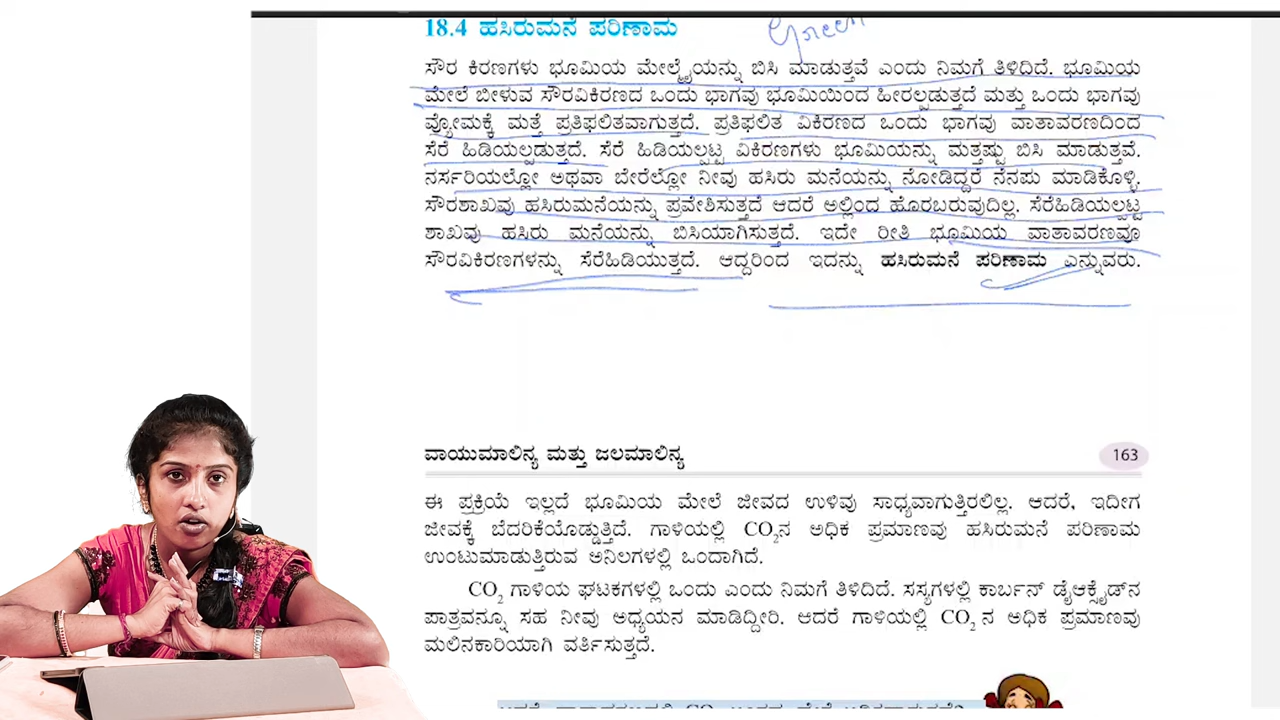 Green
18.4 ಹಸಿರುಮನೆ ಪರಿಣಾಮ
ಸೌರ ಕಿರಣಗಳು ಭೂಮಿಯ ಮೇಲ್ಮೈಯನ್ನು ಬಿಸಿ ಮಾಡುತ್ತವೆ ಎಂದು ನಿಮಗೆ ತಿಳಿದಿದೆ. ಭೂಮಿಯ
ಮೇಲೆ ಬೀಳುವ ಸೌರವಿಕಿರಣದ ಒಂದು ಭಾಗವು ಭೂಮಿಯಿಂದ ಹೀರಲ್ಪಡುತ್ತದೆ ಮತ್ತು ಒಂದು ಭಾಗವು
ವ್ಯೋಮಕ್ಕೆ ಮತ್ತೆ ಪ್ರತಿಫಲಿತವಾಗುತ್ತದೆ. ಪ್ರತಿಫಲಿತ ವಿಕಿರಣದ ಒಂದು ಭಾಗವು ವಾತಾವರಣದಿಂದ
ಸೆರೆ ಹಿಡಿಯಲ್ಪಡುತ್ತದೆ. ಸೆರೆ ಹಿಡಿಯಲ್ಪಟ್ಟ ವಿಕಿರಣಗಳು ಭೂಮಿಯನ್ನು ಮತ್ತಷ್ಟು ಬಿಸಿ ಮಾಡುತ್ತವೆ.
ನರ್ಸರಿಯಲ್ಲೋ ಅಥವಾ ಬೇರೆಲ್ಲೋ ನೀವು ಹಸಿರು ಮನೆಯನ್ನು ನೋಡಿದ್ದರೆ ನೆನಪು ಮಾಡಿಕೊಳ್ಳಿ.
ಸೌರಶಾಖವು ಹಸಿರುಮನೆಯನ್ನು ಪ್ರವೇಶಿಸುತ್ತದೆ ಆದರೆ ಅಲ್ಲಿಂದ ಹೊರಬರುವುದಿಲ್ಲ. ಸೆರೆಹಿಡಿಯಲ್ಪಟ್ಟ
ಶಾಖವು ಹಸಿರು ಮನೆಯನ್ನು ಬಿಸಿಯಾಗಿಸುತ್ತದೆ. ಇದೇ ರೀತಿ ಭೂಮಿಯ ವಾತಾವರಣವೂ
ಸೌರವಿಕಿರಣಗಳನ್ನು ಸೆರೆಹಿಡಿಯುತ್ತದೆ. ಆದ್ದರಿಂದ ಇದನ್ನು ಹಸಿರುಮನೆ ಪರಿಣಾಮ ಎನ್ನುವರು.
ವಾಯುಮಾಲಿನ್ಯ ಮತ್ತು ಜಲಮಾಲಿನ್ಯ 163
ಈ ಪ್ರಕ್ರಿಯೆ ಇಲ್ಲದೆ ಭೂಮಿಯ ಮೇಲೆ ಜೀವದ ಉಳಿವು ಸಾಧ್ಯವಾಗುತ್ತಿರಲಿಲ್ಲ. ಆದರೆ, ಇದೀಗ
ಜೀವಕ್ಕೆ ಬೆದರಿಕೆಯೊಡ್ಡುತ್ತಿದೆ. ಗಾಳಿಯಲ್ಲಿ CO₂ನ ಅಧಿಕ ಪ್ರಮಾಣವು ಹಸಿರುಮನೆ ಪರಿಣಾಮ
ಉಂಟುಮಾಡುತ್ತಿರುವ ಅನಿಲಗಳಲ್ಲಿ ಒಂದಾಗಿದೆ.
CO₂ ಗಾಳಿಯ ಘಟಕಗಳಲ್ಲಿ ಒಂದು ಎಂದು ನಿಮಗೆ ತಿಳಿದಿದೆ. ಸಸ್ಯಗಳಲ್ಲಿ ಕಾರ್ಬನ್ ಡೈಆಕ್ಸೈಡ್‌ನ
ಪಾತ್ರವನ್ನೂ ಸಹ ನೀವು ಅಧ್ಯಯನ ಮಾಡಿದ್ದೀರಿ. ಆದರೆ ಗಾಳಿಯಲ್ಲಿ CO₂ ನ ಅಧಿಕ ಪ್ರಮಾಣವು
ಮಲಿನಕಾರಿಯಾಗಿ ವರ್ತಿಸುತ್ತದೆ.